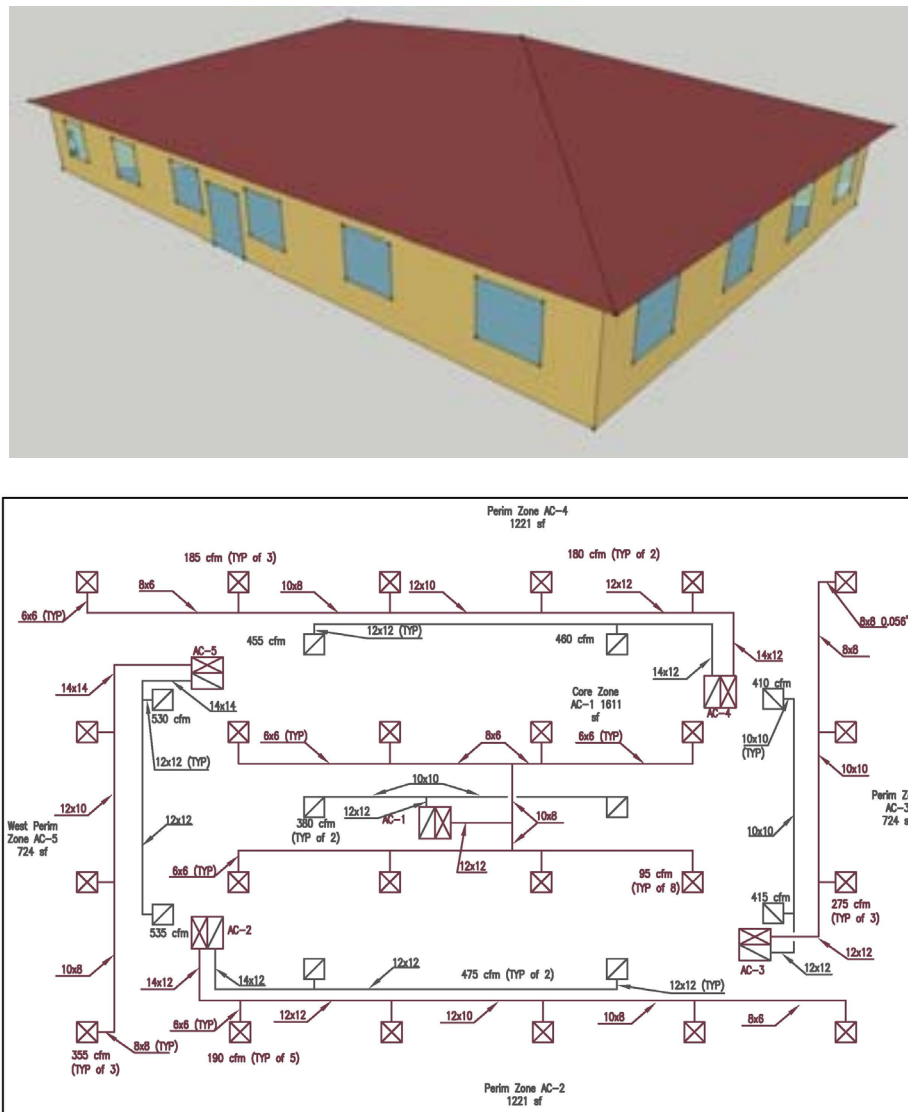 Perim Zone AC-4
1221 sf
185 cfm (TYP of 3)
180 cfm (TYP of 2)
8x6
10x8
12x10
12x12
6x6 (TYP)
8x8 0.056"
8x8
12x12 (TYP)
455 cfm
460 cfm
14x12
14x12
AC-5
14x14
14x14
530 cfm
12x12 (TYP)
Core Zone
AC-1 1611
sf
AC-4
410 cfm
10x10
(TYP)
6x6 (TYP)
8x6
6x6 (TYP)
10x10
12x10
10x10
12x12
380 cfm
(TYP of 2)
AC-1
12x12
10x8
10x10
Perim Z
AC-3
724 s
West Perim
Zone AC-5
724 sf
12x12
6x6 (TYP)
95 cfm
(TYP of 8)
415 cfm
275 cfm
(TYP of 3)
535 cfm
AC-2
AC-3
12x12
12x12
10x8
14x12
14x12
12x12
475 cfm (TYP of 2)
12x12 (TYP)
6x6 (TYP)
12x12
12x10
10x8
8x6
355 cfm
(TYP of 3)
8x8 (TYP)
190 cfm (TYP of 5)
Perim Zone AC-2
1221 sf